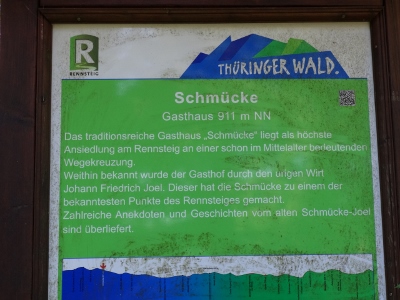 R
RENNSTEIG
THÜRINGER WALD.
Schmücke
Gasthaus 911 m NN
Das traditionsreiche Gasthaus „Schmücke" liegt als höchste
Ansiedlung am Rennsteig an einer schon im Mittelalter bedeutenden
Wegekreuzung.
Weithin bekannt wurde der Gasthof durch den urigen Wirt
Johann Friedrich Joel. Dieser hat die Schmücke zu einem der
bekanntesten Punkte des Rennsteiges gemacht.
Zahlreiche Anekdoten und Geschichten vom alten Schmücke-Joel
sind überliefert.